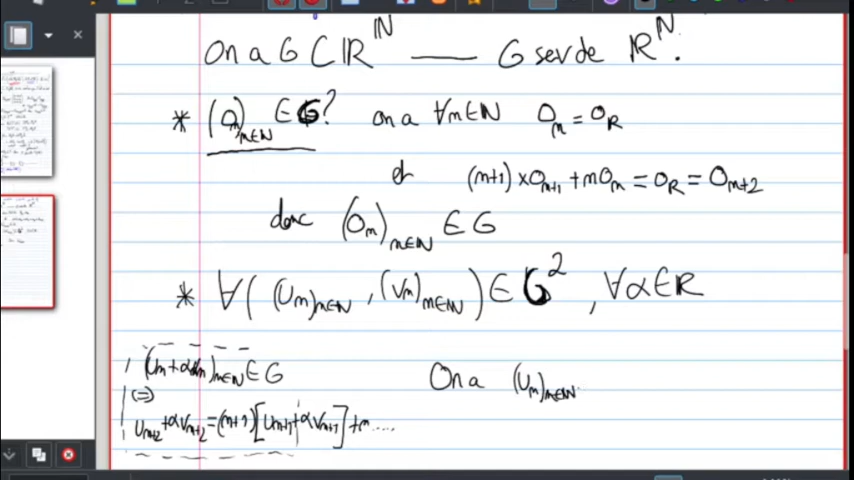 On a G ⊂ ℝ^ℕ —— G sev de ℝ^ℕ.
* (0_n)_{n∈ℕ} ∈ G? on a ∀n∈ℕ 0_n = 0_R
et (n+1)×0_{n+1} + n0_n = 0_R = 0_{n+2}
donc (0_n)_{n∈ℕ} ∈ G
* ∀((U_n)_{n∈ℕ}, (V_n)_{n∈ℕ}) ∈ G², ∀α∈ℝ
(U_n+αV_n)_{n∈ℕ} ∈ G
(=)
U_{n+2}+αV_{n+2} = (n+1)[U_{n+1}+αV_{n+1}]+n....
On a (U_n)_{n∈ℕ}